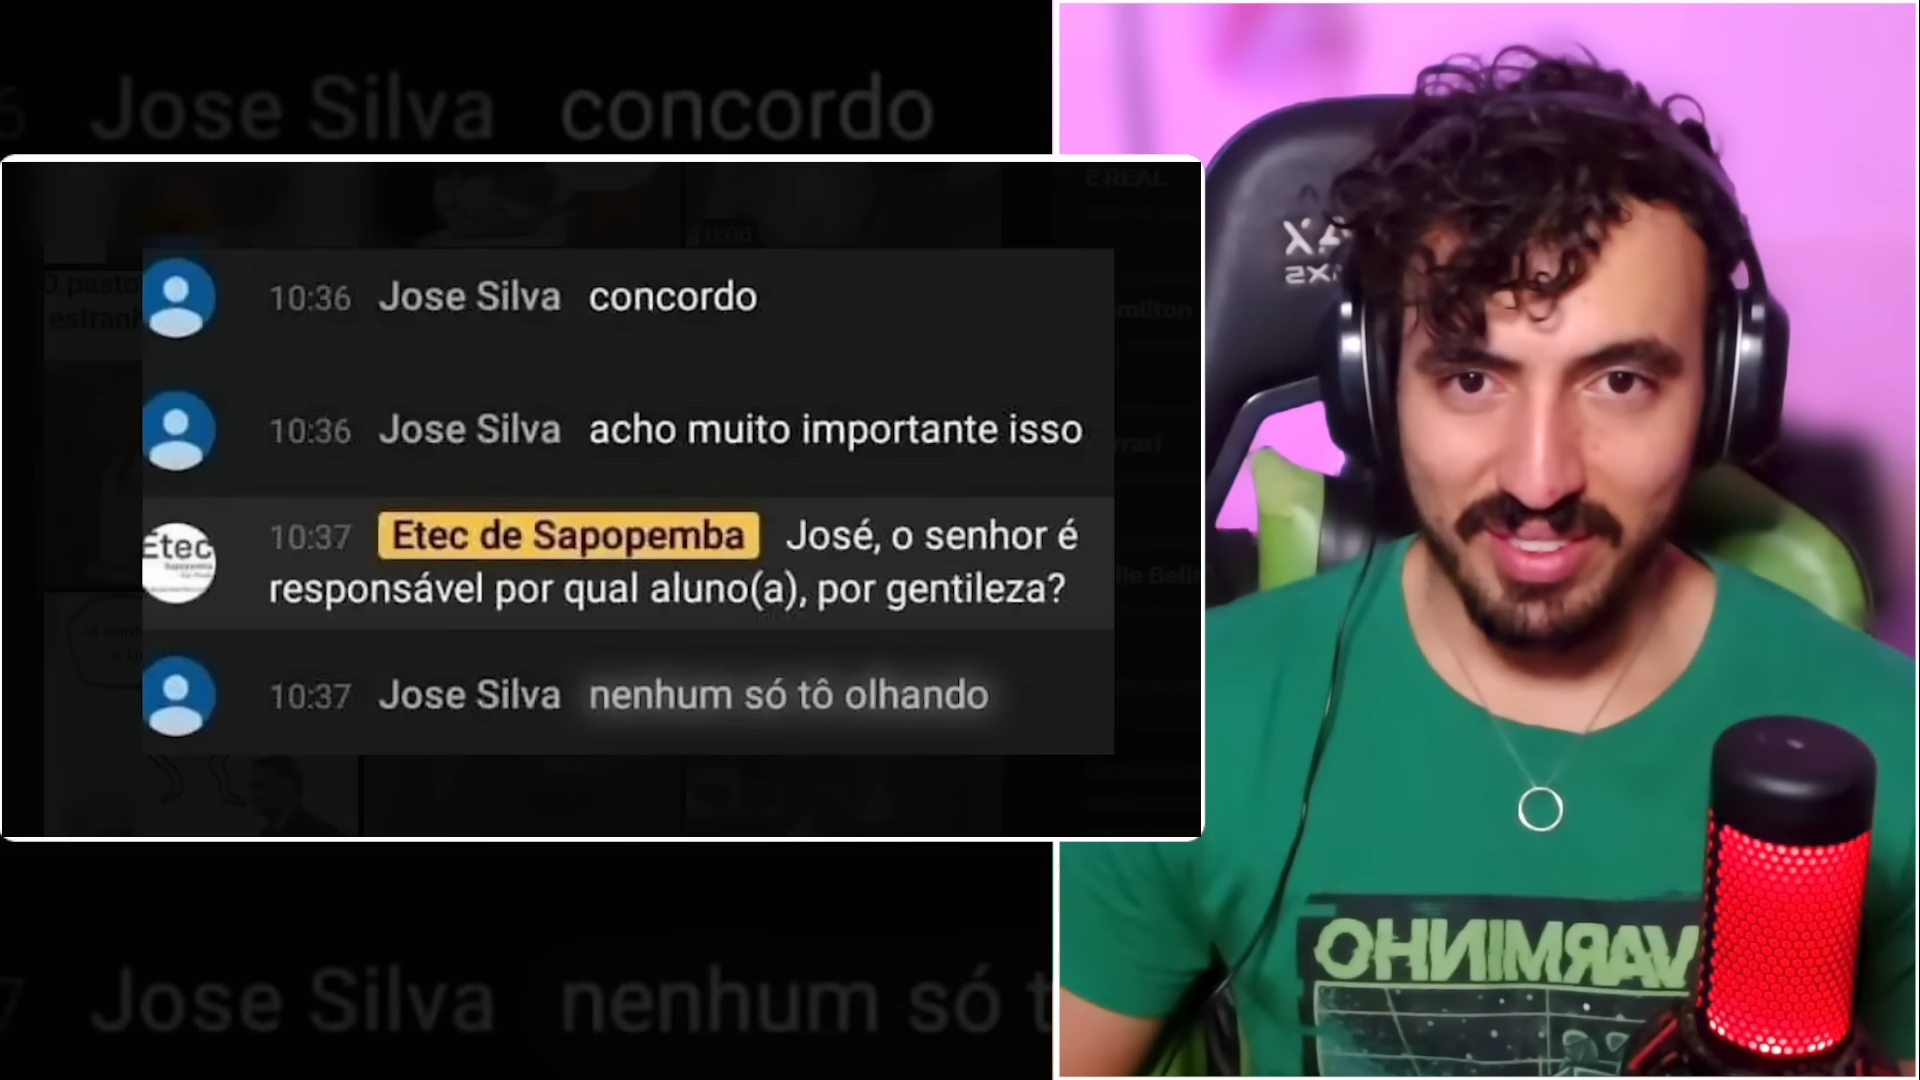 Jose Silva concordo
10:36 Jose Silva concordo
10:36 Jose Silva acho muito importante isso
10:37 Etec de Sapopemba José, o senhor é
responsável por qual aluno(a), por gentileza?
Etec
10:37 Jose Silva nenhum só tô olhando
Jose Silva nenhum só t
É REAL
VARMINHO